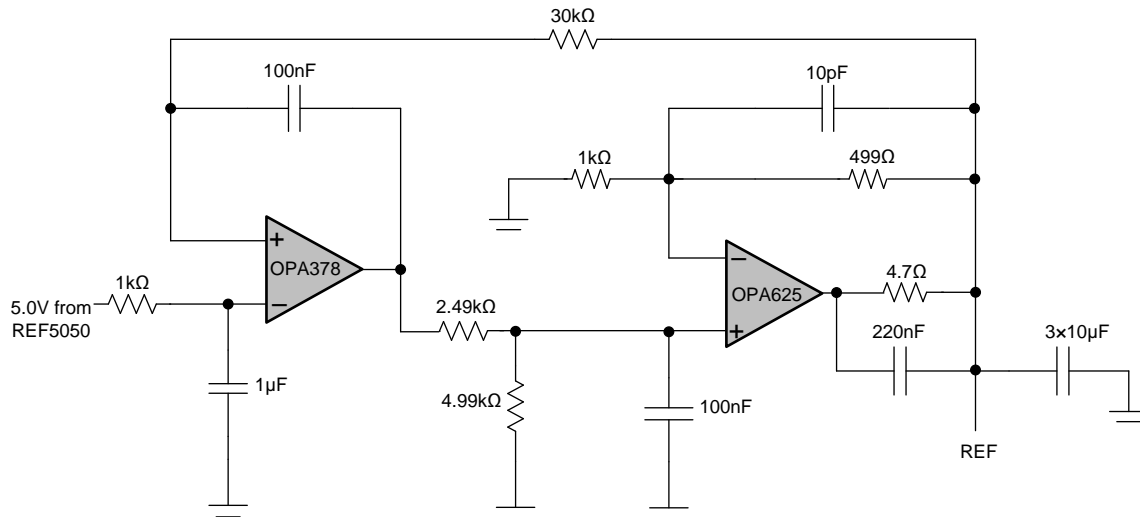 30kΩ
100nF
10pF
1kΩ
499Ω
+
−
OPA378
−
+
OPA625
1kΩ
5.0V from
REF5050
2.49kΩ
4.7Ω
220nF
3×10µF
1µF
4.99kΩ
100nF
REF